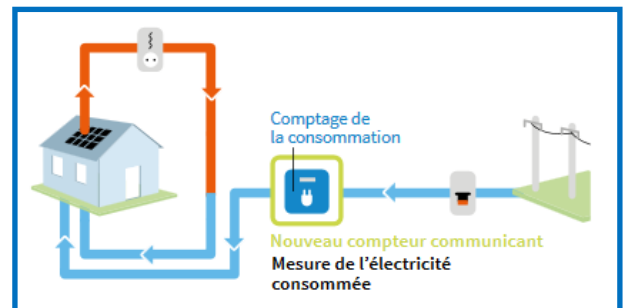 Comptage de
la consommation
Nouveau compteur communicant
Mesure de l’électricité
consommée